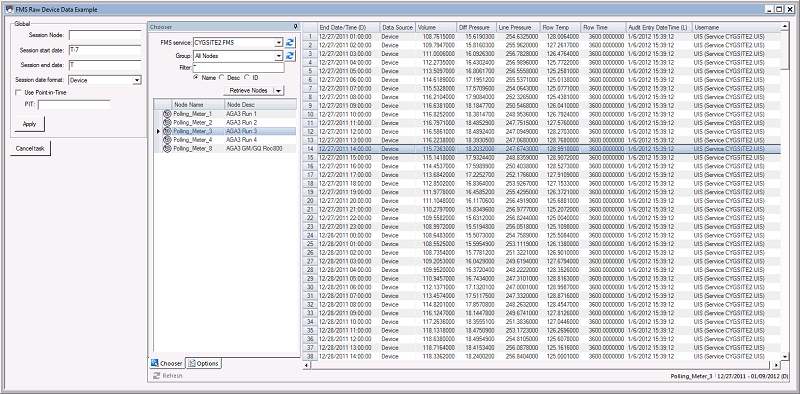 FMS Raw Device Data Example
Global
Session Node:
Session start date: T-7
Session end date: T
Session date format: Device
Use Point-in-Time
PIT:
Apply
Cancel task
Chooser
FMS service: CYGSITE2.FMS
Group: All Nodes
Filter: *
Name Desc ID
Retrieve Nodes
Node Name Node Desc
Polling_Meter_1 AGA3 Run 1
Polling_Meter_2 AGA3 Run 2
Polling_Meter_3 AGA3 Run 3
Polling_Meter_4 AGA3 Run 4
Polling_Meter_8 AGA3 GM/GQ Roc800
Chooser Options
Refresh
End Date/Time (D) Data Source Volume Diff Pressure Line Pressure Flow Temp Flow Time Audit Entry DateTime (L) Username
1 12/27/2011 01:00:00 Device 108.7615000 15.6190300 254.6325000 128.0064000 3600.0000000 1/6/2012 15:39:12 UIS (Service CYGSITE2.UIS)
2 12/27/2011 02:00:00 Device 109.7947000 15.8160300 255.9620000 127.2617000 3600.0000000 1/6/2012 15:39:12 UIS (Service CYGSITE2.UIS)
3 12/27/2011 03:00:00 Device 111.0006000 16.0926300 256.7828000 126.5088000 3600.0000000 1/6/2012 15:39:12 UIS (Service CYGSITE2.UIS)
4 12/27/2011 04:00:00 Device 112.2735000 16.4302000 256.9896000 125.7722000 3600.0000000 1/6/2012 15:39:12 UIS (Service CYGSITE2.UIS)
5 12/27/2011 05:00:00 Device 113.5097000 16.8061700 256.5558000 125.2581000 3600.0000000 1/6/2012 15:39:12 UIS (Service CYGSITE2.UIS)
6 12/27/2011 06:00:00 Device 114.6189000 17.1951200 255.5371000 125.0138000 3600.0000000 1/6/2012 15:39:12 UIS (Service CYGSITE2.UIS)
7 12/27/2011 07:00:00 Device 115.5328000 17.5709600 254.0643000 125.0771000 3600.0000000 1/6/2012 15:39:12 UIS (Service CYGSITE2.UIS)
8 12/27/2011 08:00:00 Device 116.2104000 17.9084000 252.3265000 125.4381000 3600.0000000 1/6/2012 15:39:12 UIS (Service CYGSITE2.UIS)
9 12/27/2011 09:00:00 Device 116.6381000 18.1847700 250.5468000 126.0410000 3600.0000000 1/6/2012 15:39:12 UIS (Service CYGSITE2.UIS)
10 12/27/2011 10:00:00 Device 116.8252000 18.3814700 248.9536000 126.7924000 3600.0000000 1/6/2012 15:39:12 UIS (Service CYGSITE2.UIS)
11 12/27/2011 11:00:00 Device 116.7971000 18.4852900 247.7515000 127.5760000 3600.0000000 1/6/2012 15:39:12 UIS (Service CYGSITE2.UIS)
12 12/27/2011 12:00:00 Device 116.5861000 18.4892400 247.0949000 128.2703000 3600.0000000 1/6/2012 15:39:12 UIS (Service CYGSITE2.UIS)
13 12/27/2011 13:00:00 Device 116.2238000 18.3930500 247.0680000 128.7680000 3600.0000000 1/6/2012 15:39:12 UIS (Service CYGSITE2.UIS)
14 12/27/2011 14:00:00 Device 115.7363000 18.2032000 247.6743000 128.9918000 3600.0000000 1/6/2012 15:39:12 UIS (Service CYGSITE2.UIS)
15 12/27/2011 15:00:00 Device 115.1418000 17.9324400 248.8359000 128.9072000 3600.0000000 1/6/2012 15:39:12 UIS (Service CYGSITE2.UIS)
16 12/27/2011 16:00:00 Device 114.4537000 17.5989900 250.4038000 128.5273000 3600.0000000 1/6/2012 15:39:12 UIS (Service CYGSITE2.UIS)
17 12/27/2011 17:00:00 Device 113.6842000 17.2252700 252.1766000 127.9109000 3600.0000000 1/6/2012 15:39:12 UIS (Service CYGSITE2.UIS)
18 12/27/2011 18:00:00 Device 112.8502000 16.8364000 253.9267000 127.1533000 3600.0000000 1/6/2012 15:39:12 UIS (Service CYGSITE2.UIS)
19 12/27/2011 19:00:00 Device 111.9778000 16.4585200 255.4295000 126.3721000 3600.0000000 1/6/2012 15:39:12 UIS (Service CYGSITE2.UIS)
20 12/27/2011 20:00:00 Device 111.1048000 16.1170600 256.4919000 125.6881000 3600.0000000 1/6/2012 15:39:12 UIS (Service CYGSITE2.UIS)
21 12/27/2011 21:00:00 Device 110.2797000 15.8349600 256.9777000 125.2072000 3600.0000000 1/6/2012 15:39:12 UIS (Service CYGSITE2.UIS)
22 12/27/2011 22:00:00 Device 109.5582000 15.6312000 256.8244000 125.0040000 3600.0000000 1/6/2012 15:39:12 UIS (Service CYGSITE2.UIS)
23 12/27/2011 23:00:00 Device 108.9972000 15.5194800 256.0518000 125.1098000 3600.0000000 1/6/2012 15:39:12 UIS (Service CYGSITE2.UIS)
24 12/28/2011 00:00:00 Device 108.6483000 15.5073000 254.7589000 125.5084000 3600.0000000 1/6/2012 15:39:12 UIS (Service CYGSITE2.UIS)
25 12/28/2011 01:00:00 Device 108.5525000 15.5954900 253.1119000 126.1380000 3600.0000000 1/6/2012 15:39:12 UIS (Service CYGSITE2.UIS)
26 12/28/2011 02:00:00 Device 108.7354000 15.7781200 251.3221000 126.9010000 3600.0000000 1/6/2012 15:39:12 UIS (Service CYGSITE2.UIS)
27 12/28/2011 03:00:00 Device 109.2053000 16.0429000 249.6194000 127.6794000 3600.0000000 1/6/2012 15:39:12 UIS (Service CYGSITE2.UIS)
28 12/28/2011 04:00:00 Device 109.9520000 16.3720400 248.2222000 128.3526000 3600.0000000 1/6/2012 15:39:12 UIS (Service CYGSITE2.UIS)
29 12/28/2011 05:00:00 Device 110.9457000 16.7434000 247.3101000 128.8163000 3600.0000000 1/6/2012 15:39:12 UIS (Service CYGSITE2.UIS)
30 12/28/2011 06:00:00 Device 112.1371000 17.1320100 247.0001000 128.9987000 3600.0000000 1/6/2012 15:39:12 UIS (Service CYGSITE2.UIS)
31 12/28/2011 07:00:00 Device 113.4574000 17.5117500 247.3320000 128.8716000 3600.0000000 1/6/2012 15:39:12 UIS (Service CYGSITE2.UIS)
32 12/28/2011 08:00:00 Device 114.8201000 17.8570800 248.2632000 128.4547000 3600.0000000 1/6/2012 15:39:12 UIS (Service CYGSITE2.UIS)
33 12/28/2011 09:00:00 Device 116.1247000 18.1447800 249.6741000 127.8126000 3600.0000000 1/6/2012 15:39:12 UIS (Service CYGSITE2.UIS)
34 12/28/2011 10:00:00 Device 117.2636000 18.3555100 251.3836000 127.0446000 3600.0000000 1/6/2012 15:39:12 UIS (Service CYGSITE2.UIS)
35 12/28/2011 11:00:00 Device 118.1318000 18.4750900 253.1723000 126.2696000 3600.0000000 1/6/2012 15:39:12 UIS (Service CYGSITE2.UIS)
36 12/28/2011 12:00:00 Device 118.6380000 18.4954900 254.8105000 125.6078000 3600.0000000 1/6/2012 15:39:12 UIS (Service CYGSITE2.UIS)
37 12/28/2011 13:00:00 Device 118.7164000 18.4153400 256.0878000 125.1616000 3600.0000000 1/6/2012 15:39:12 UIS (Service CYGSITE2.UIS)
38 12/28/2011 14:00:00 Device 118.3362000 18.2400200 256.8404000 125.0001000 3600.0000000 1/6/2012 15:39:12 UIS (Service CYGSITE2.UIS)
Polling_Meter_3 12/27/2011 - 01/09/2012 (D)